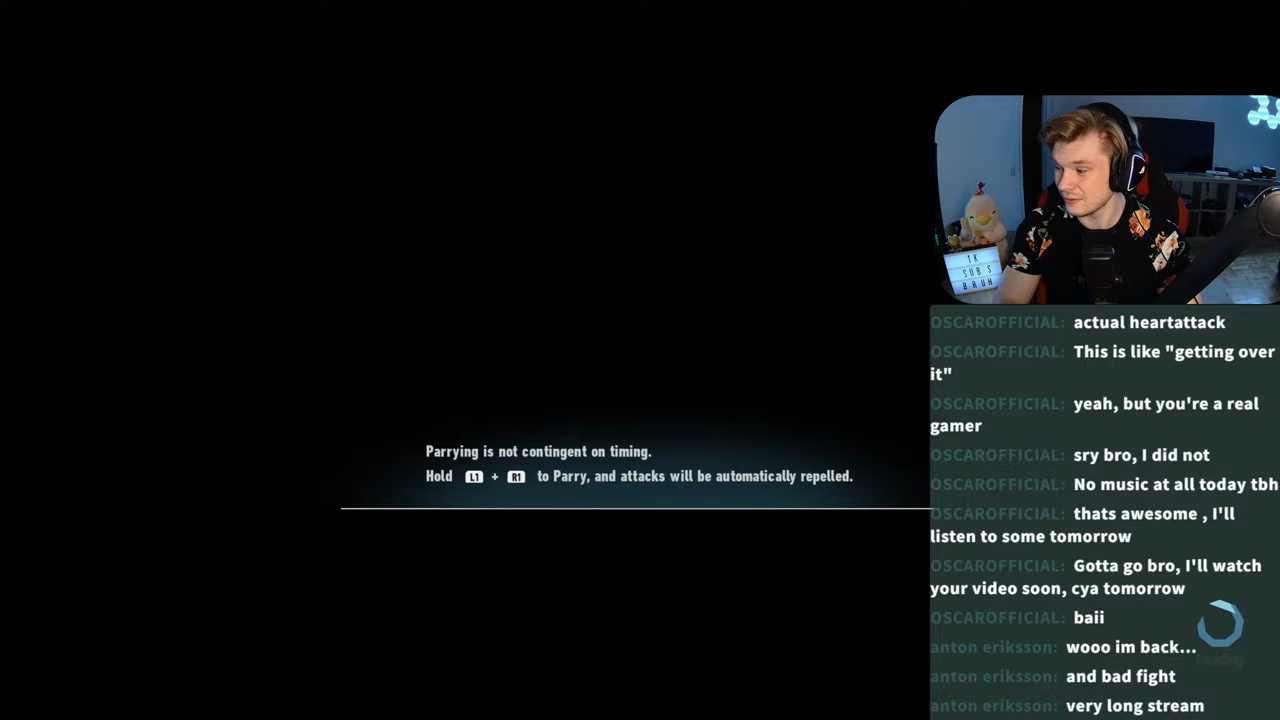 1K
SUBS
BRUH
OSCAROFFICIAL: actual heartattack
OSCAROFFICIAL: This is like "getting over
it"
OSCAROFFICIAL: yeah, but you're a real
gamer
OSCAROFFICIAL: sry bro, I did not
OSCAROFFICIAL: No music at all today tbh
OSCAROFFICIAL: thats awesome , I'll
listen to some tomorrow
OSCAROFFICIAL: Gotta go bro, I'll watch
your video soon, cya tomorrow
OSCAROFFICIAL: baii
anton eriksson: wooo im back...
anton eriksson: and bad fight
anton eriksson: very long stream
Parrying is not contingent on timing.
Hold L1 + R1 to Parry, and attacks will be automatically repelled.
Loading